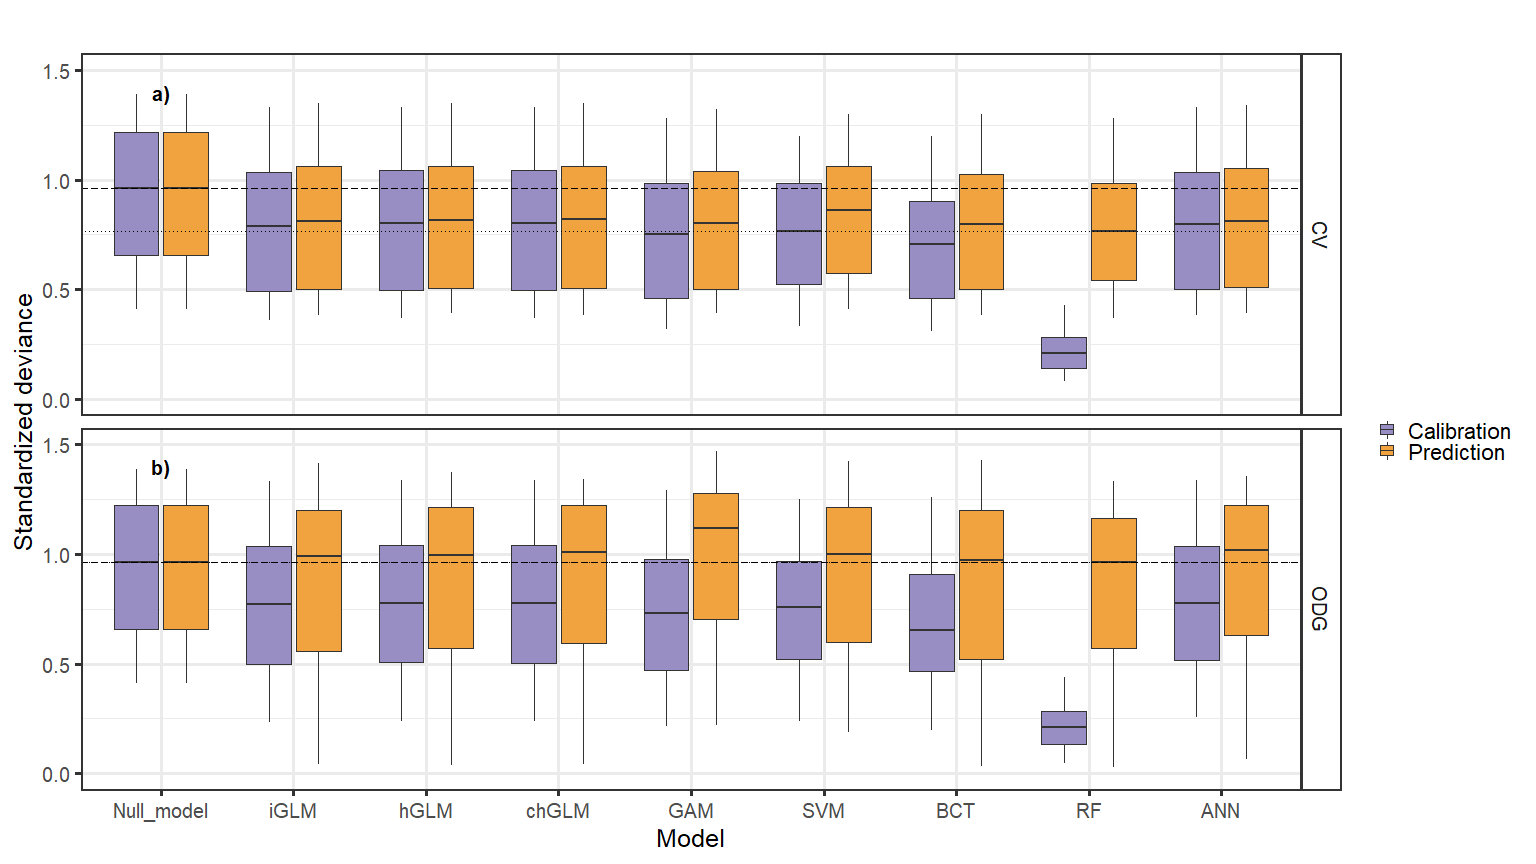 a)
1.5
1.0
0.5
0.0
CV
b)
1.5
1.0
0.5
0.0
ODG
Standardized deviance
Null_model iGLM hGLM chGLM GAM SVM BCT RF ANN
Model
Calibration
Prediction